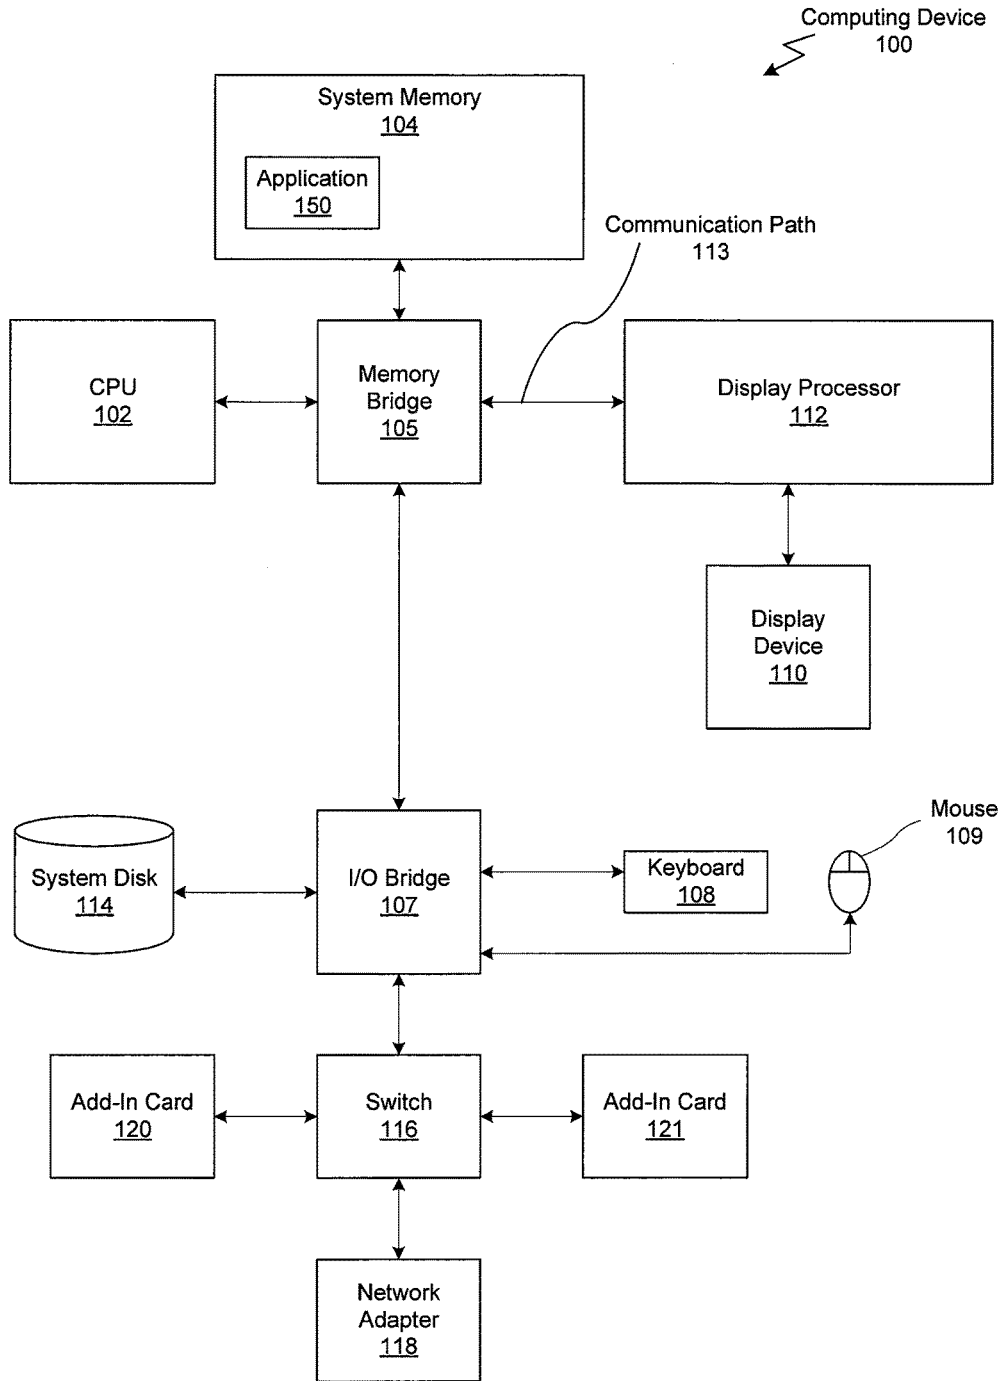 Computing Device
100
System Memory
104
Application
150
Communication Path
113
CPU
102
Memory
Bridge
105
Display Processor
112
Display
Device
110
Mouse
109
System Disk
114
I/O Bridge
107
Keyboard
108
Add-In Card
120
Switch
116
Add-In Card
121
Network
Adapter
118